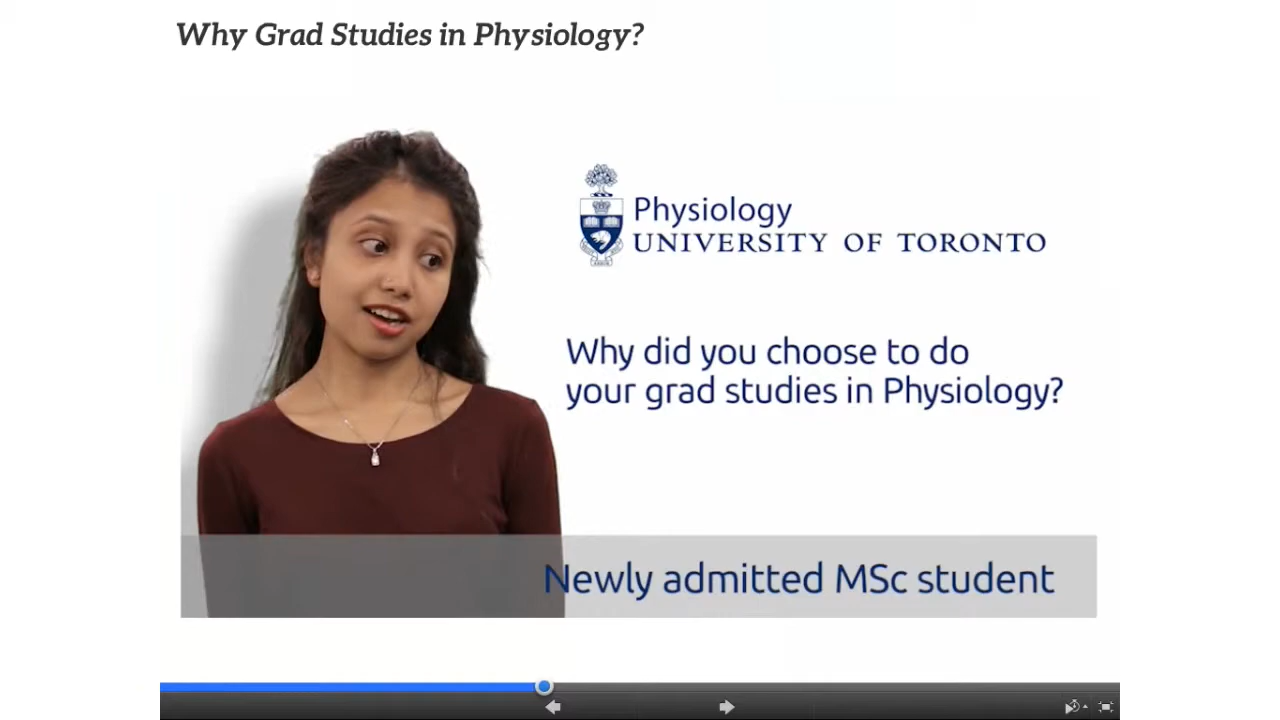 Why Grad Studies in Physiology?
Physiology
UNIVERSITY OF TORONTO
Why did you choose to do
your grad studies in Physiology?
Newly admitted MSc student